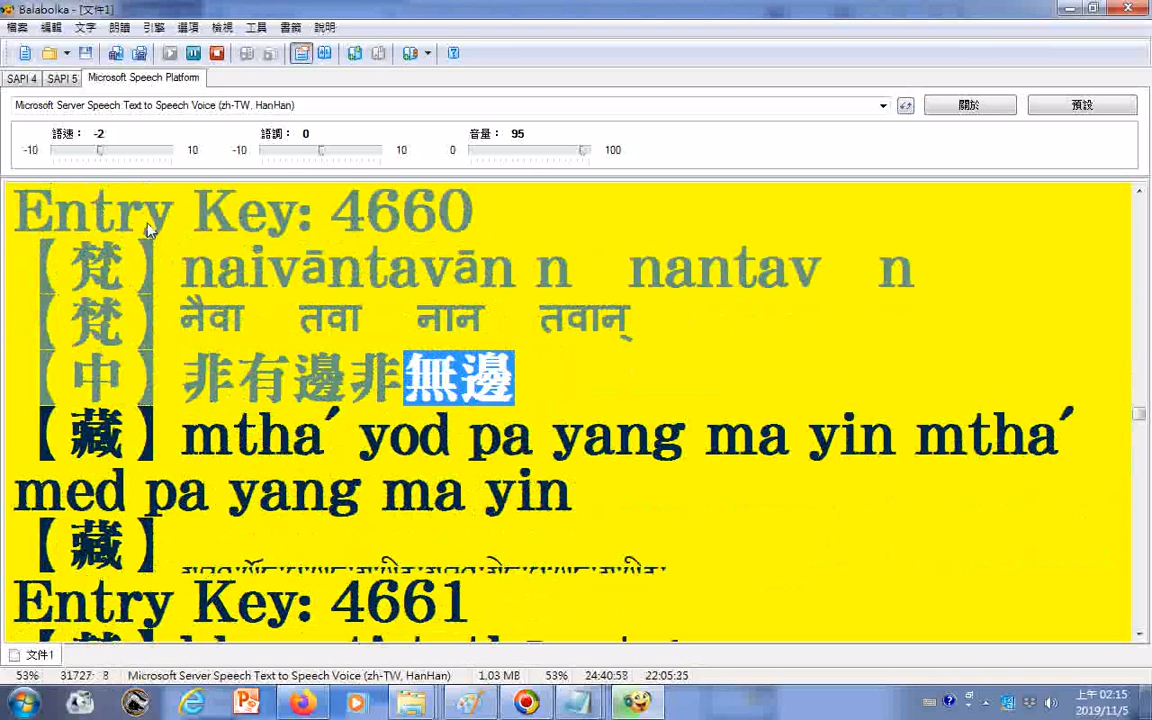 Balabolka - [文件1]
檔案 編輯 文字 朗讀 引擎 選項 檢視 工具 書籤 說明
SAPI 4 SAPI 5 Microsoft Speech Platform
Microsoft Server Speech Text to Speech Voice (zh-TW, HanHan) 關於 預設
語速： -2 語調： 0 音量： 95
-10 10 -10 10 0 100
Entry Key: 4660
【梵】naivāntavān n nantav n
【梵】नैवा तवा नान तवान्
【中】非有邊非無邊
【藏】mtha´ yod pa yang ma yin mtha´
med pa yang ma yin
【藏】
Entry Key: 4661
文件1
53% 31727 8 Microsoft Server Speech Text to Speech Voice (zh-TW, HanHan) 1.03 MB 53% 24:40:58 22:05:25
上午 02:15
2019/11/5